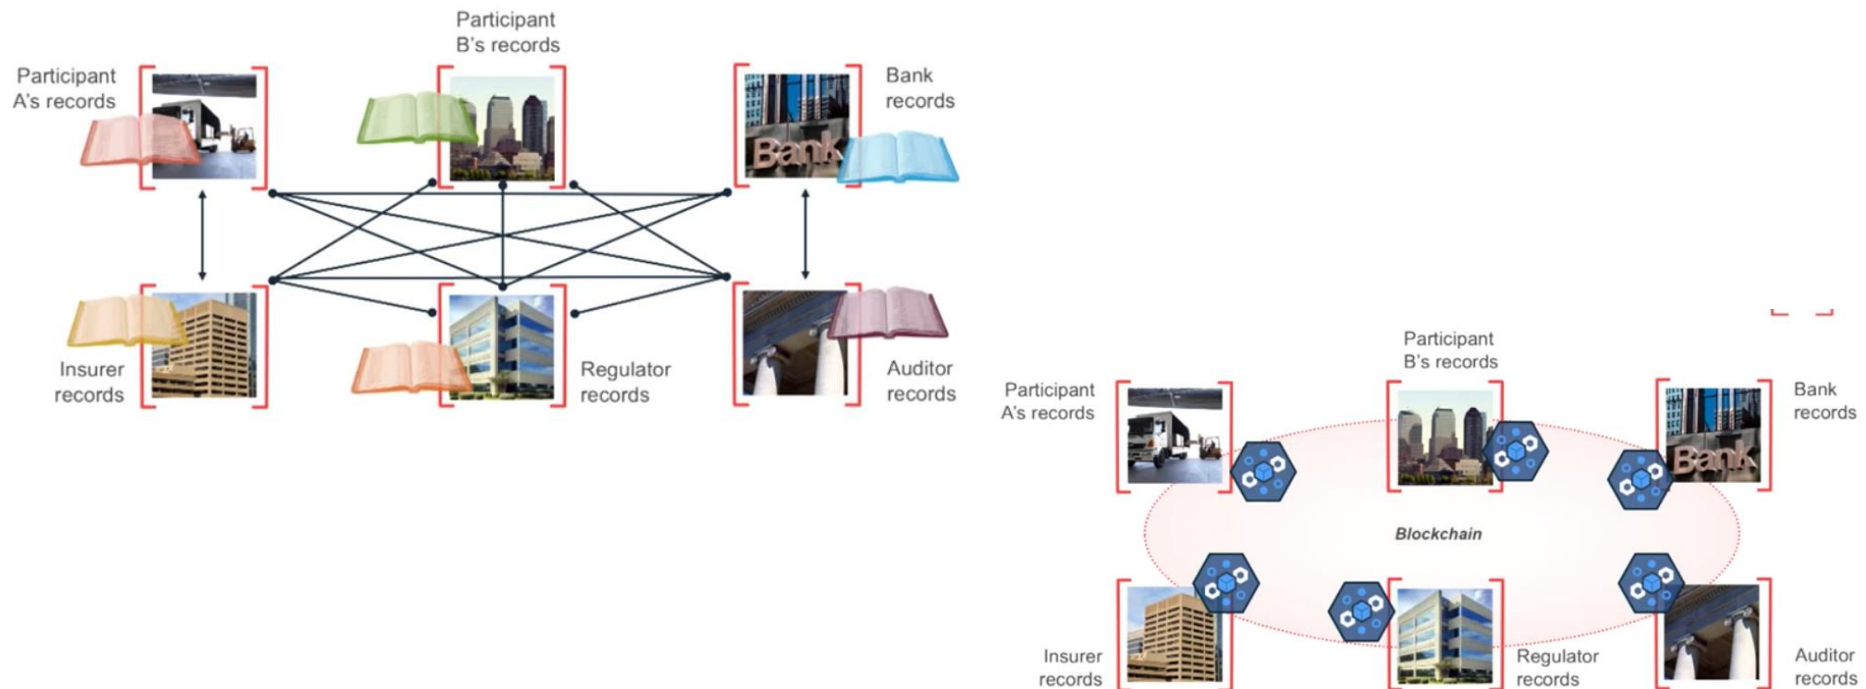 Participant
B's records
Participant
A's records
Bank
records
Bank
Insurer
records
Regulator
records
Auditor
records
Participant
B's records
Participant
A's records
Bank
records
Bank
Blockchain
Insurer
records
Regulator
records
Auditor
records